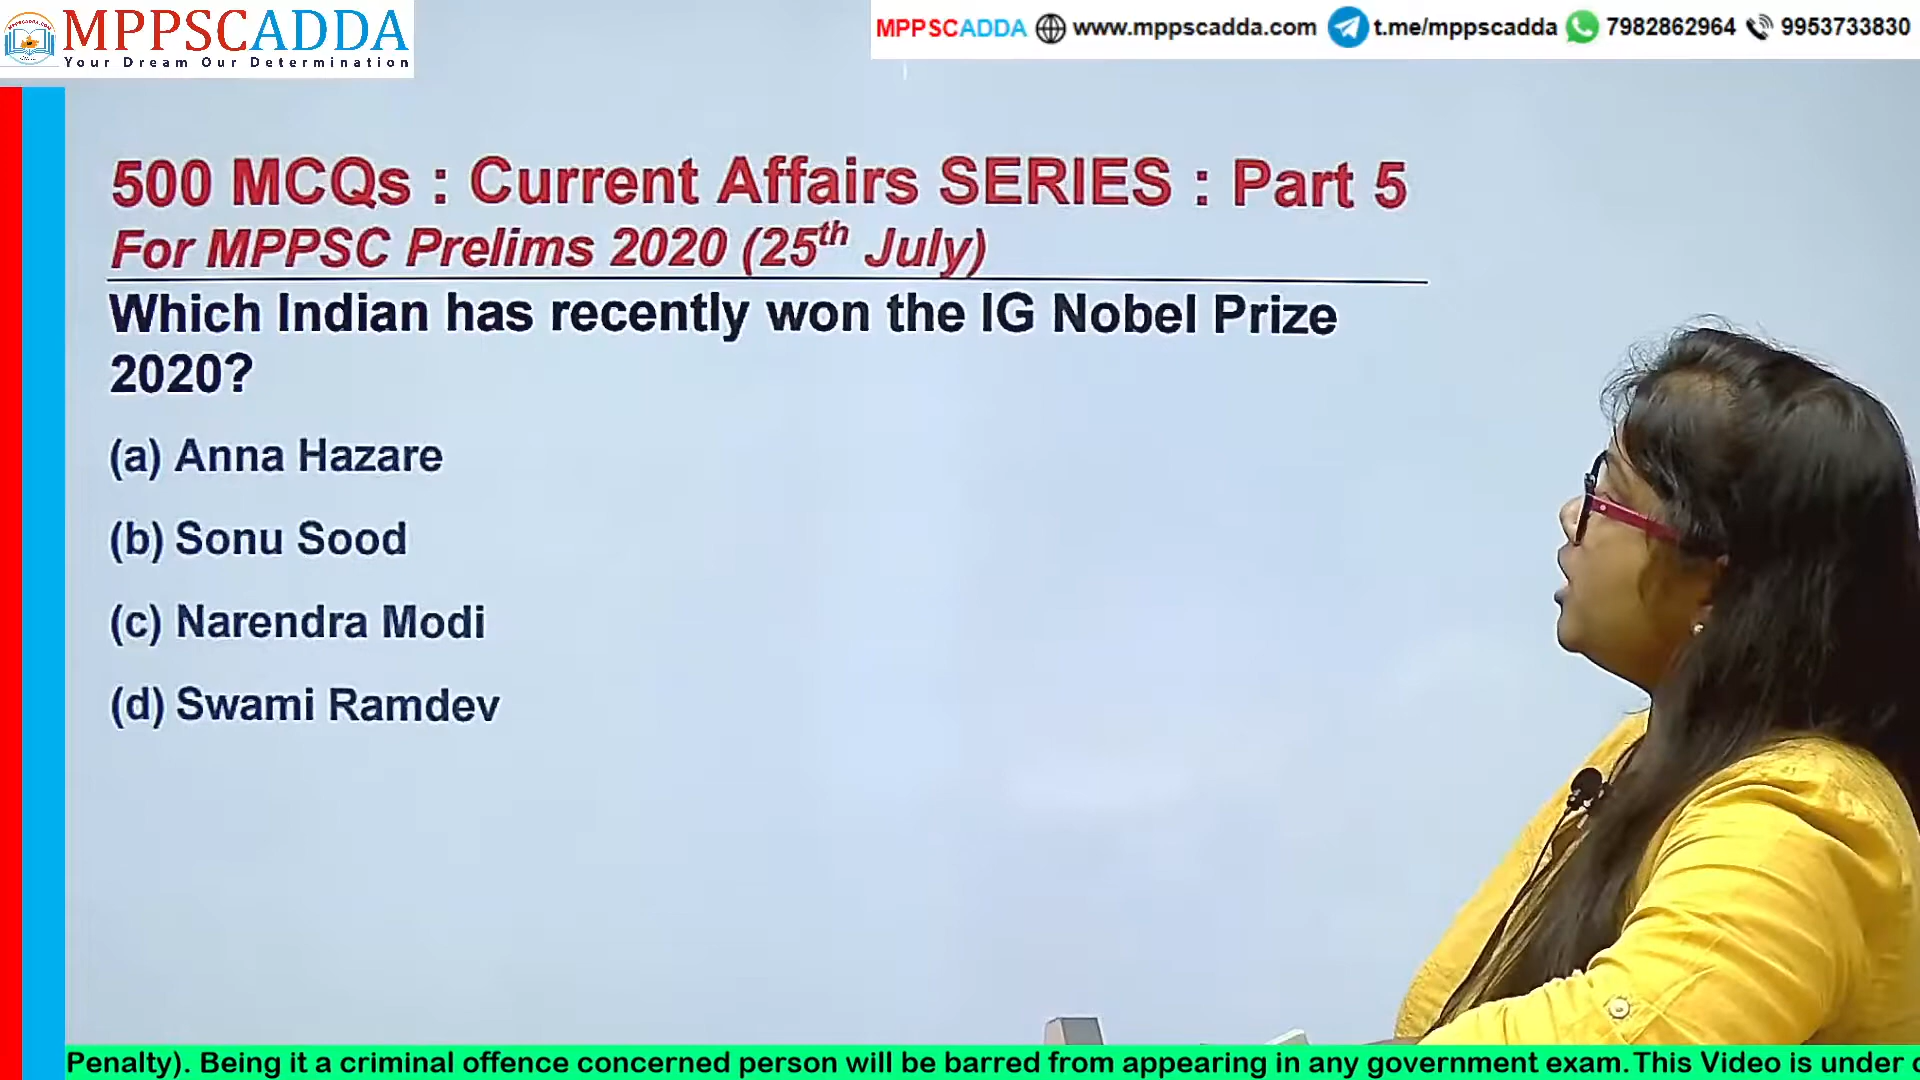 MPPSCADDA
Your Dream Our Determination
MPPSCADDA www.mppscadda.com t.me/mppscadda 7982862964 9953733830
500 MCQs : Current Affairs SERIES : Part 5
For MPPSC Prelims 2020 (25th July)
Which Indian has recently won the IG Nobel Prize
2020?
(a) Anna Hazare
(b) Sonu Sood
(c) Narendra Modi
(d) Swami Ramdev
Penalty). Being it a criminal offence concerned person will be barred from appearing in any government exam. This Video is under